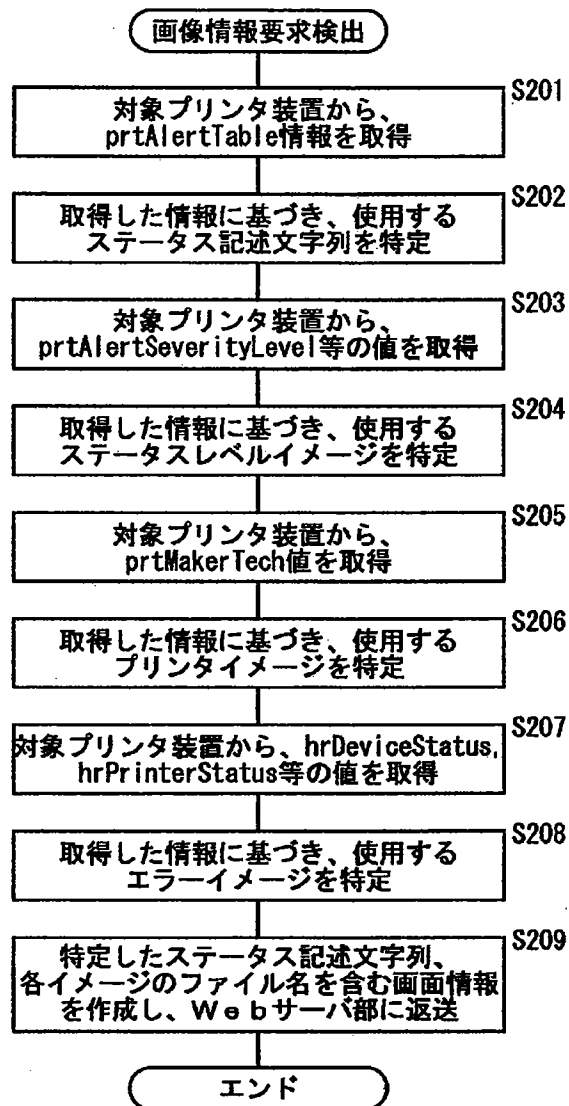 画像情報要求検出
S201
対象プリンタ装置から、
prtAlertTable情報を取得
S202
取得した情報に基づき、使用する
ステータス記述文字列を特定
S203
対象プリンタ装置から、
prtAlertSeverityLevel等の値を取得
S204
取得した情報に基づき、使用する
ステータスレベルイメージを特定
S205
対象プリンタ装置から、
prtMakerTech値を取得
S206
取得した情報に基づき、使用する
プリンタイメージを特定
S207
対象プリンタ装置から、hrDeviceStatus,
hrPrinterStatus等の値を取得
S208
取得した情報に基づき、使用する
エラーイメージを特定
S209
特定したステータス記述文字列、
各イメージのファイル名を含む画面情報
を作成し、Ｗｅｂサーバ部に返送
エンド